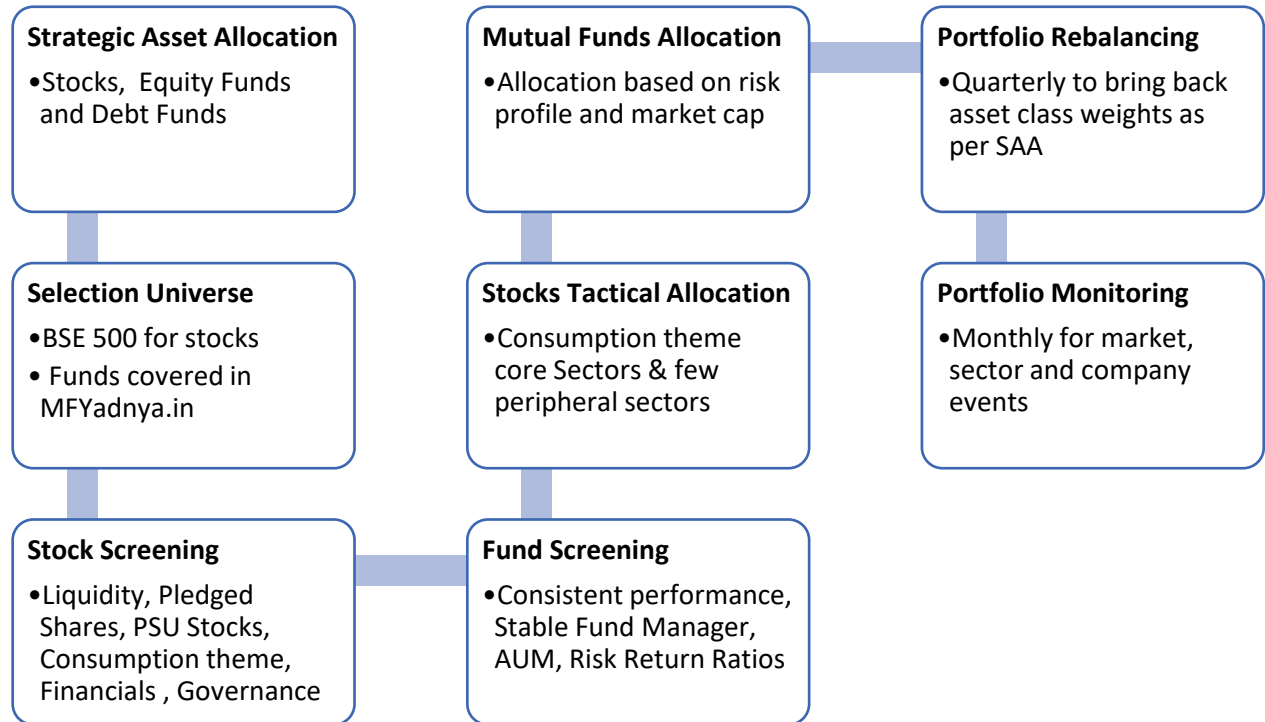 Strategic Asset Allocation
•Stocks, Equity Funds
and Debt Funds
Selection Universe
•BSE 500 for stocks
• Funds covered in
MFYadnya.in
Stock Screening
•Liquidity, Pledged
Shares, PSU Stocks,
Consumption theme,
Financials , Governance
Fund Screening
•Consistent performance,
Stable Fund Manager,
AUM, Risk Return Ratios
Stocks Tactical Allocation
•Consumption theme
core Sectors & few
peripheral sectors
Mutual Funds Allocation
•Allocation based on risk
profile and market cap
Portfolio Rebalancing
•Quarterly to bring back
asset class weights as
per SAA
Portfolio Monitoring
•Monthly for market,
sector and company
events